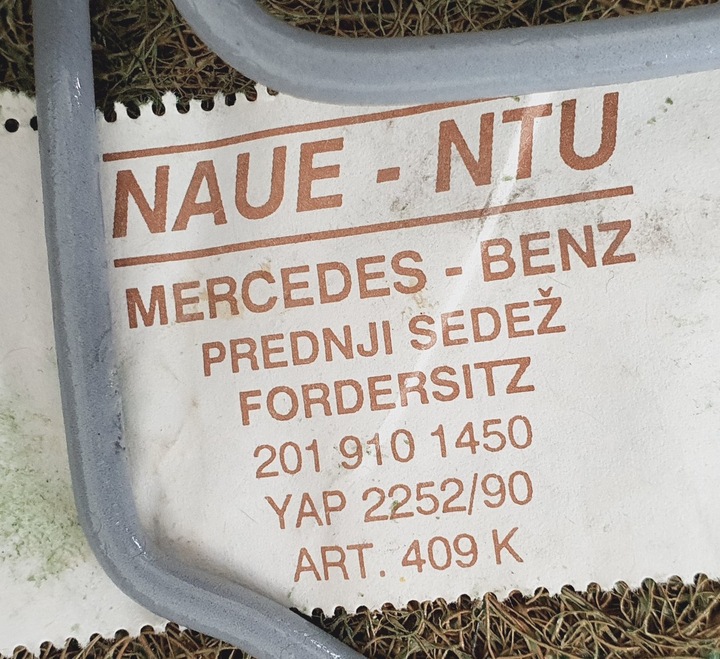 NAUE - NTU
MERCEDES - BENZ
PREDNJI SEDEŽ
FORDERSITZ
201 910 1450
YAP 2252/90
ART. 409 K